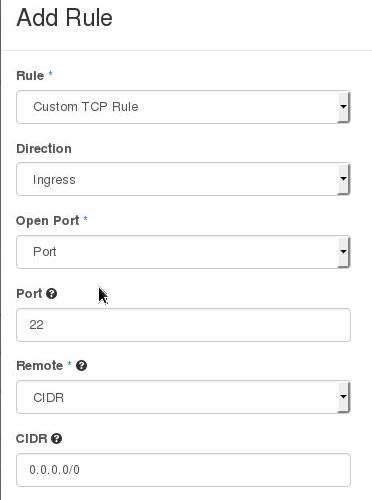 Add Rule
Rule *
Custom TCP Rule
Direction
Ingress
Open Port *
Port
Port
22
Remote *
CIDR
CIDR
0.0.0.0/0